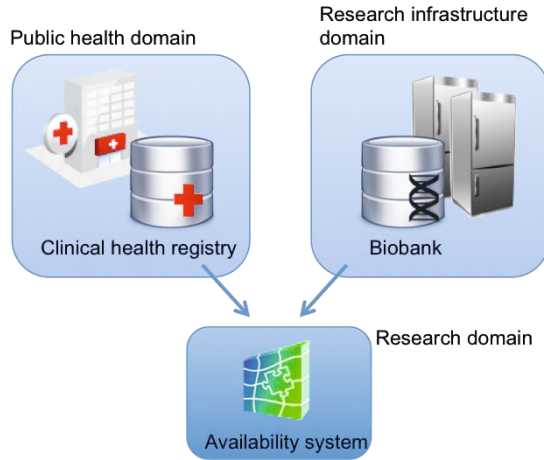 Public health domain
Research infrastructure
domain
Clinical health registry
Biobank
Research domain
Availability system